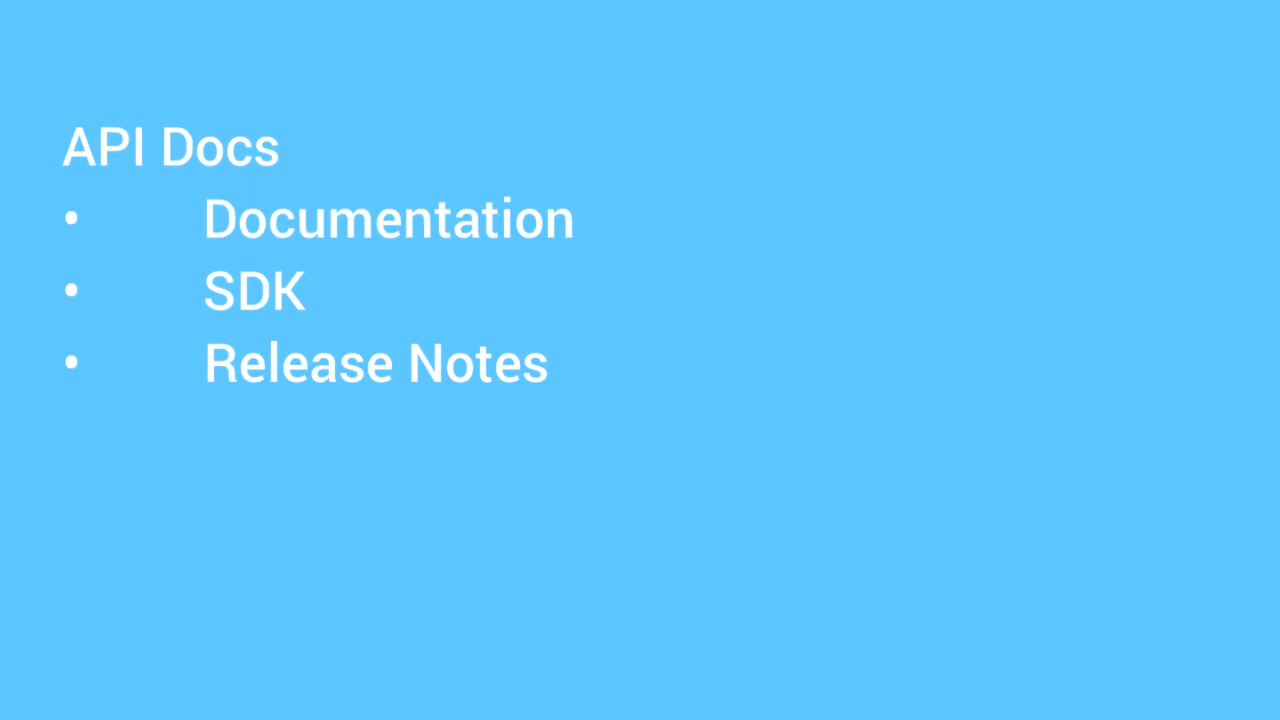 API Docs
• Documentation
• SDK
• Release Notes